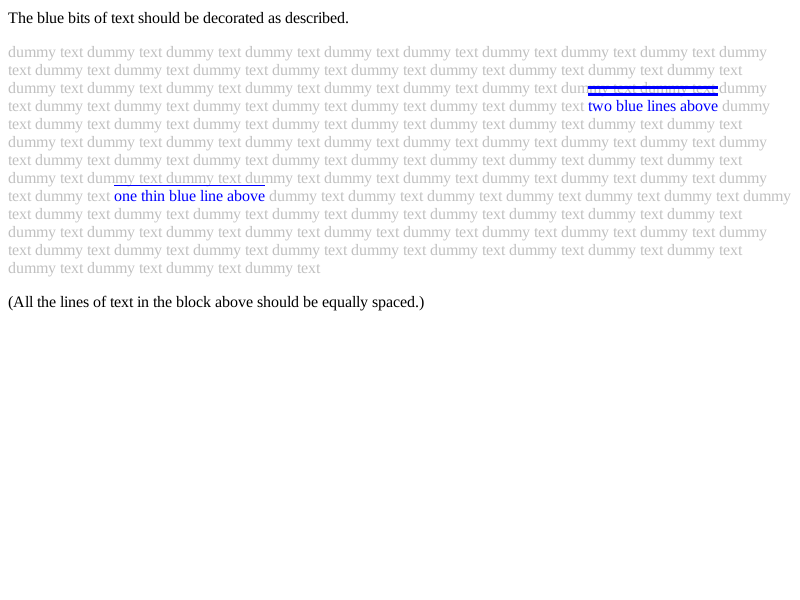 The blue bits of text should be decorated as described.
dummy text dummy text dummy text dummy text dummy text dummy text dummy text dummy text dummy text dummy
text dummy text dummy text dummy text dummy text dummy text dummy text dummy text dummy text dummy text
dummy text dummy text dummy text dummy text dummy text dummy text dummy text dummy text dummy text dummy
text dummy text dummy text dummy text dummy text dummy text dummy text dummy text two blue lines above dummy
text dummy text dummy text dummy text dummy text dummy text dummy text dummy text dummy text dummy text
dummy text dummy text dummy text dummy text dummy text dummy text dummy text dummy text dummy text dummy
text dummy text dummy text dummy text dummy text dummy text dummy text dummy text dummy text dummy text
dummy text dummy text dummy text dummy text dummy text dummy text dummy text dummy text dummy text dummy
text dummy text one thin blue line above dummy text dummy text dummy text dummy text dummy text dummy text dummy
text dummy text dummy text dummy text dummy text dummy text dummy text dummy text dummy text dummy text
dummy text dummy text dummy text dummy text dummy text dummy text dummy text dummy text dummy text dummy
text dummy text dummy text dummy text dummy text dummy text dummy text dummy text dummy text dummy text
dummy text dummy text dummy text dummy text
(All the lines of text in the block above should be equally spaced.)